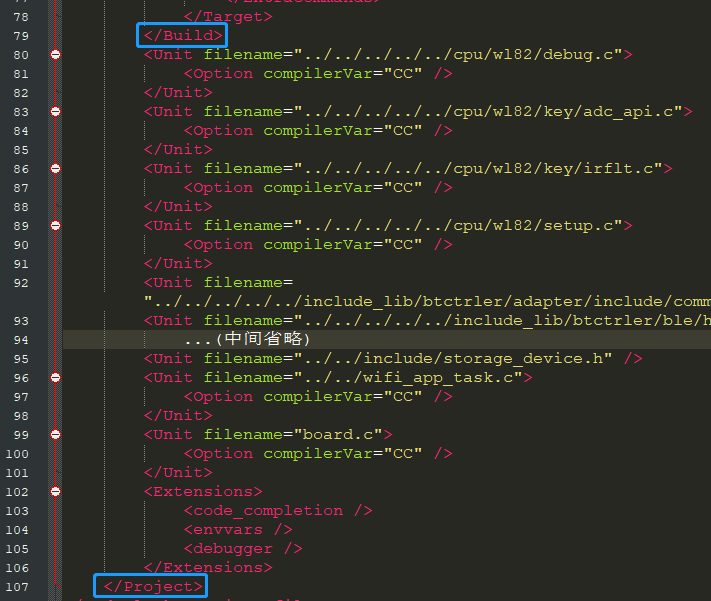 78 </Target>
79 </Build>
80 <Unit filename="../../../../../cpu/wl82/debug.c">
81 <Option compilerVar="CC" />
82 </Unit>
83 <Unit filename="../../../../../cpu/wl82/key/adc_api.c">
84 <Option compilerVar="CC" />
85 </Unit>
86 <Unit filename="../../../../../cpu/wl82/key/irflt.c">
87 <Option compilerVar="CC" />
88 </Unit>
89 <Unit filename="../../../../../cpu/wl82/setup.c">
90 <Option compilerVar="CC" />
91 </Unit>
92 <Unit filename=
"../../../../../include_lib/btctrler/adapter/include/comm
93 <Unit filename="../../../../../include_lib/btctrler/ble/h
94 ...(中间省略)
95 <Unit filename="../../include/storage_device.h" />
96 <Unit filename="../../wifi_app_task.c">
97 <Option compilerVar="CC" />
98 </Unit>
99 <Unit filename="board.c">
100 <Option compilerVar="CC" />
101 </Unit>
102 <Extensions>
103 <code_completion />
104 <envvars />
105 <debugger />
106 </Extensions>
107 </Project>